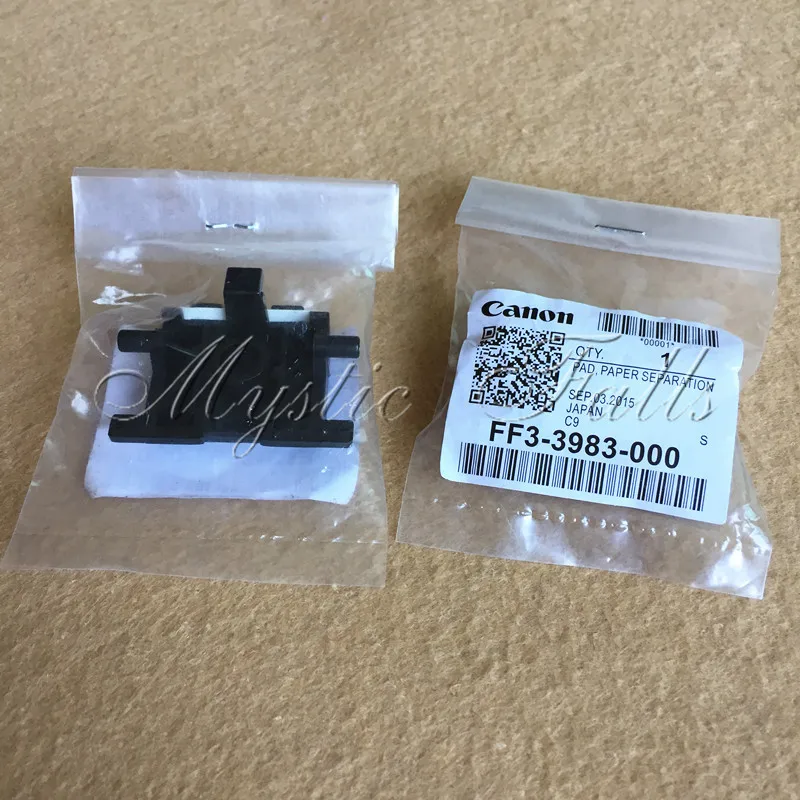 Canon
*00001*
QTY. 1
PAD, PAPER SEPARATION
SEP.03.2015
JAPAN
C9
S
FF3-3983-000
Mystic Falls